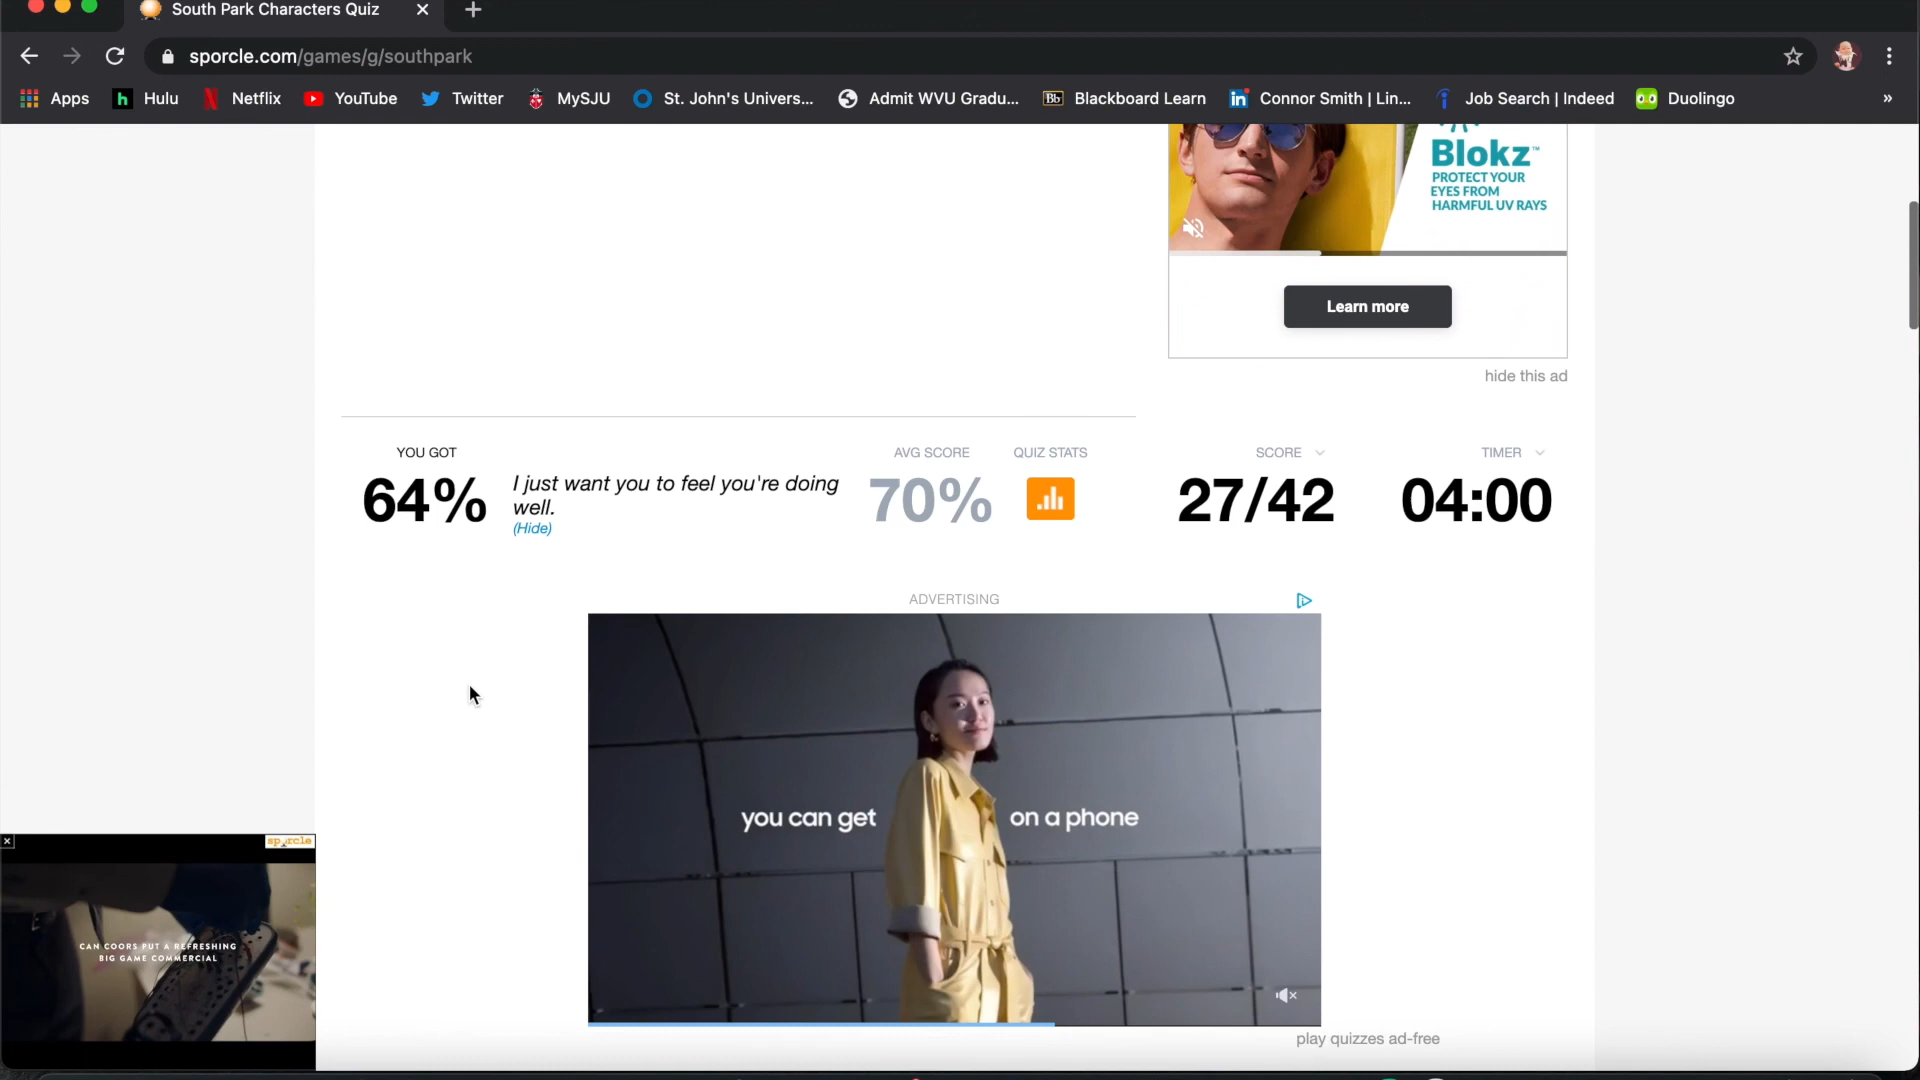 South Park Characters Quiz
sporcle.com/games/g/southpark
Apps
Hulu
Netflix
YouTube
Twitter
MySJU
St. John's Univers...
Admit WVU Gradu...
Bb
Blackboard Learn
in
Connor Smith | Lin...
Job Search | Indeed
Duolingo
»
Blokz™
PROTECT YOUR
EYES FROM
HARMFUL UV RAYS
Learn more
hide this ad
YOU GOT
64%
I just want you to feel you're doing
well.
(Hide)
AVG SCORE
70%
QUIZ STATS
SCORE
27/42
TIMER
04:00
ADVERTISING
you can get on a phone
play quizzes ad-free
sporcle
CAN COORS PUT A REFRESHING
BIG GAME COMMERCIAL